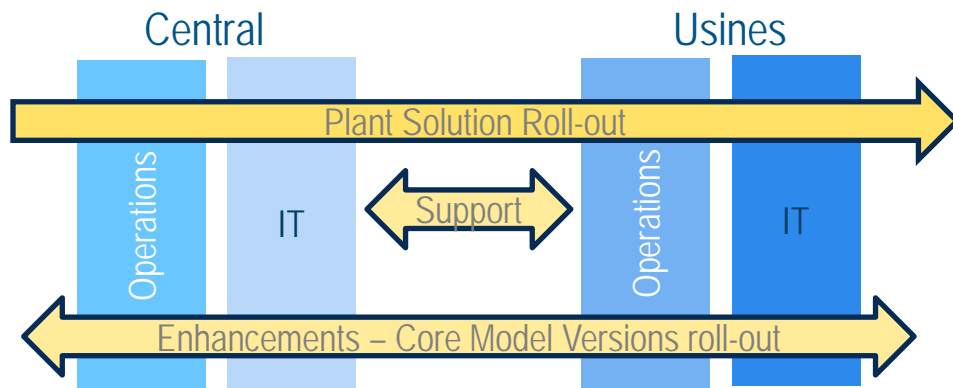 Central
Usines
Plant Solution Roll-out
Operations
IT
Support
Operations
IT
Enhancements – Core Model Versions roll-out